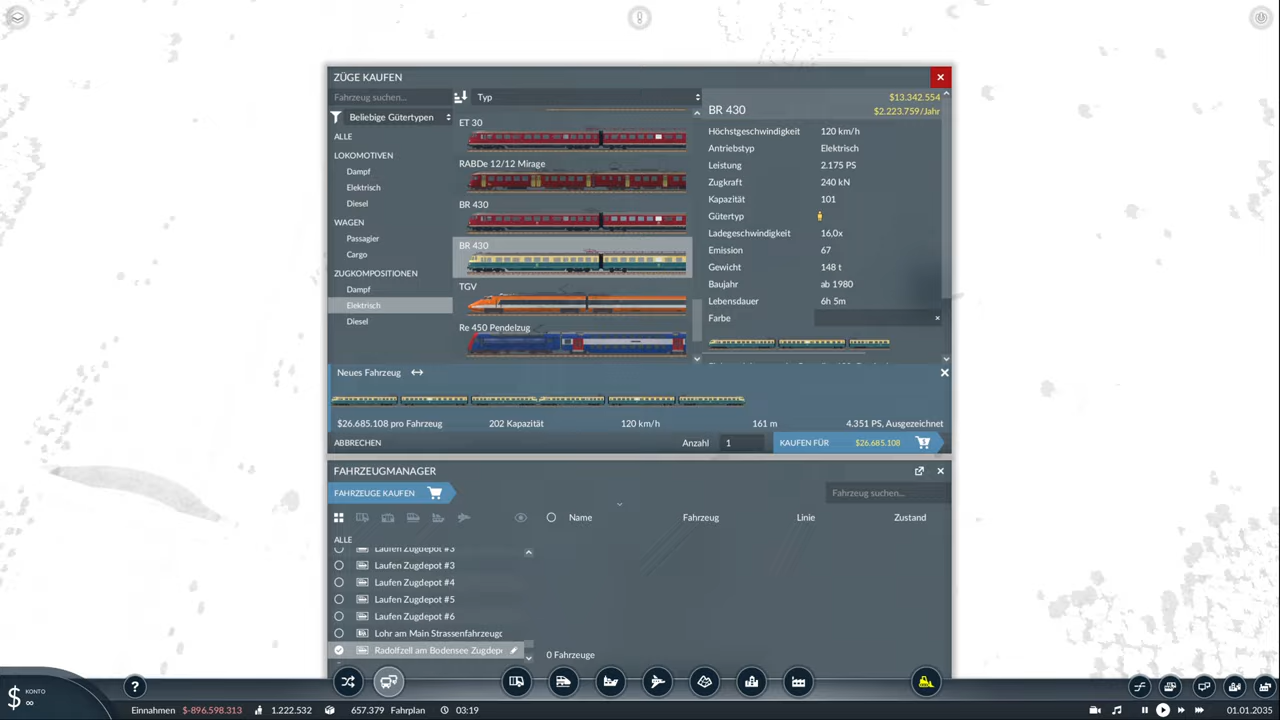 ZÜGE KAUFEN
Fahrzeug suchen...
Typ
Beliebige Gütertypen
ALLE
LOKOMOTIVEN
Dampf
Elektrisch
Diesel
WAGEN
Passagier
Cargo
ZUGKOMPOSITIONEN
Dampf
Elektrisch
Diesel
ET 30
RABDe 12/12 Mirage
BR 430
BR 430
TGV
Re 450 Pendelzug
$13.342.554
BR 430
$2.223.759/Jahr
Höchstgeschwindigkeit 120 km/h
Antriebstyp Elektrisch
Leistung 2.175 PS
Zugkraft 240 kN
Kapazität 101
Gütertyp
Ladegeschwindigkeit 16,0x
Emission 67
Gewicht 148 t
Baujahr ab 1980
Lebensdauer 6h 5m
Farbe
Neues Fahrzeug
$26.685.108 pro Fahrzeug 202 Kapazität 120 km/h 161 m 4.351 PS, Ausgezeichnet
ABBRECHEN Anzahl 1 KAUFEN FÜR $26.685.108
FAHRZEUGMANAGER
FAHRZEUGE KAUFEN
Fahrzeug suchen...
Name Fahrzeug Linie Zustand
ALLE
Laufen Zugdepot #3
Laufen Zugdepot #3
Laufen Zugdepot #4
Laufen Zugdepot #5
Laufen Zugdepot #6
Lohr am Main Strassenfahrzeugd
Radolfzell am Bodensee Zugdepo
0 Fahrzeuge
$ KONTO ∞
?
Einnahmen $-896.598.313 1.222.532 657.379 Fahrplan 03:19 01.01.2035